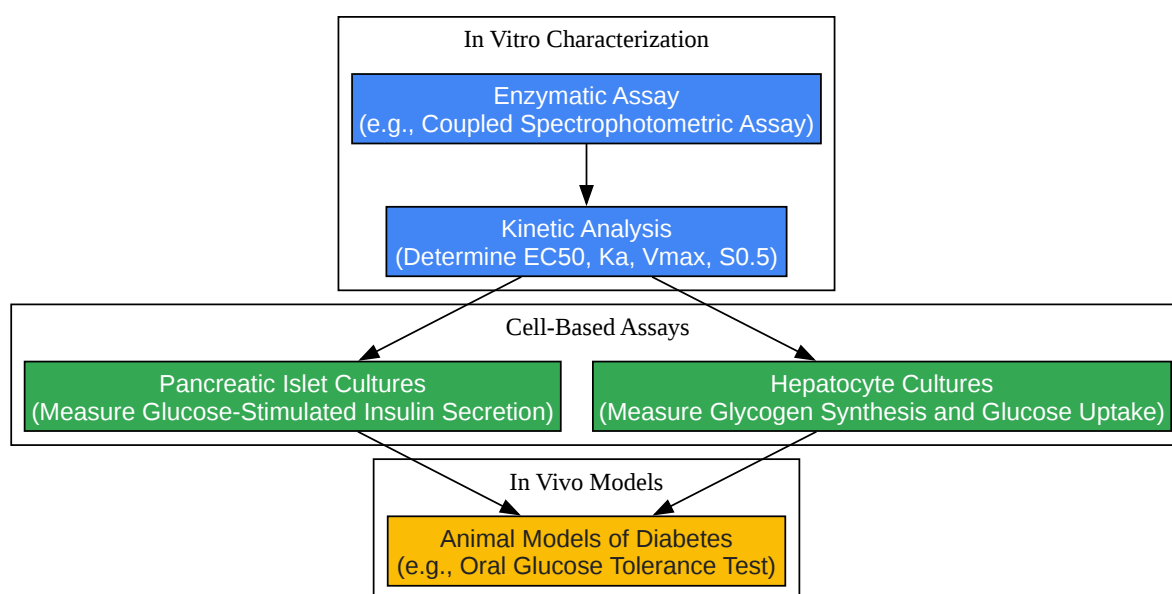 In Vitro Characterization
Enzymatic Assay
(e.g., Coupled Spectrophotometric Assay)
Kinetic Analysis
(Determine EC50, Ka, Vmax, S0.5)
Cell-Based Assays
Pancreatic Islet Cultures
(Measure Glucose-Stimulated Insulin Secretion)
Hepatocyte Cultures
(Measure Glycogen Synthesis and Glucose Uptake)
In Vivo Models
Animal Models of Diabetes
(e.g., Oral Glucose Tolerance Test)